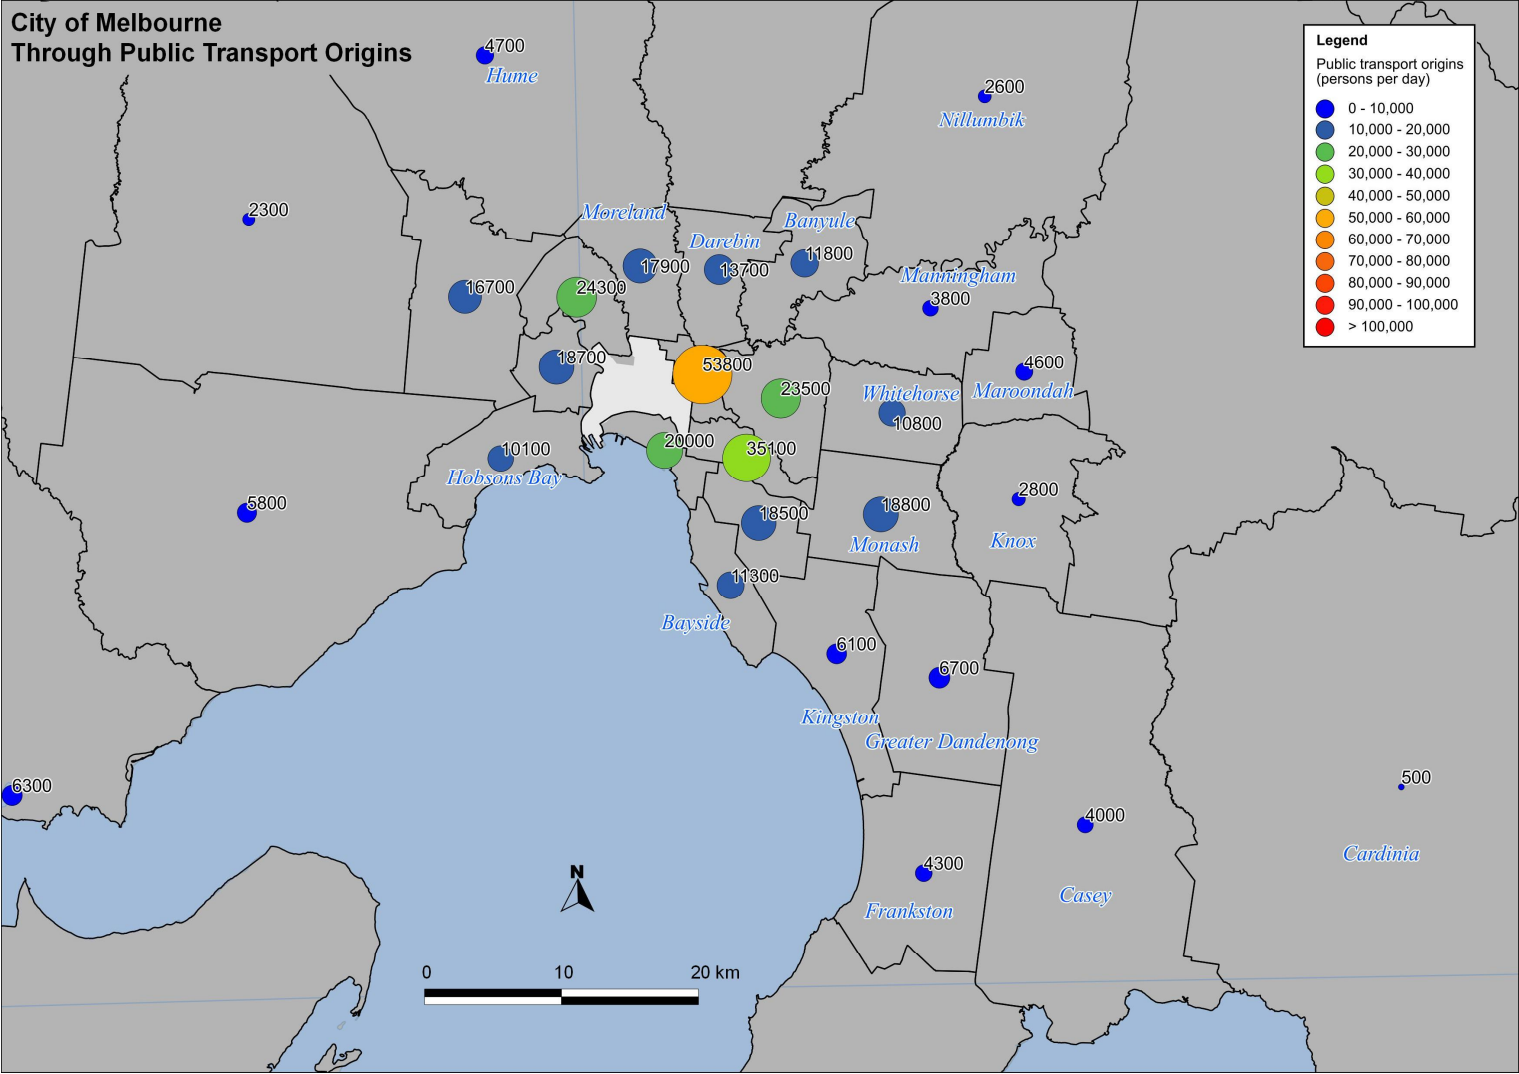 City of Melbourne
Through Public Transport Origins
Legend
Public transport origins
(persons per day)
0 - 10,000
10,000 - 20,000
20,000 - 30,000
30,000 - 40,000
40,000 - 50,000
50,000 - 60,000
60,000 - 70,000
70,000 - 80,000
80,000 - 90,000
90,000 - 100,000
> 100,000
4700
Hume
2600
Nillumbik
2300
Moreland
17900
Darebin
13700
Banyule
11800
Manningham
3800
16700
24300
18700
53800
23500
4600
Maroondah
Whitehorse
10800
10100
Hobsons Bay
20000
35100
5800
18500
18800
Monash
2800
Knox
11300
Bayside
6100
Kingston
6700
Greater Dandenong
6300
500
Cardinia
4000
Casey
4300
Frankston
N
0 10 20 km